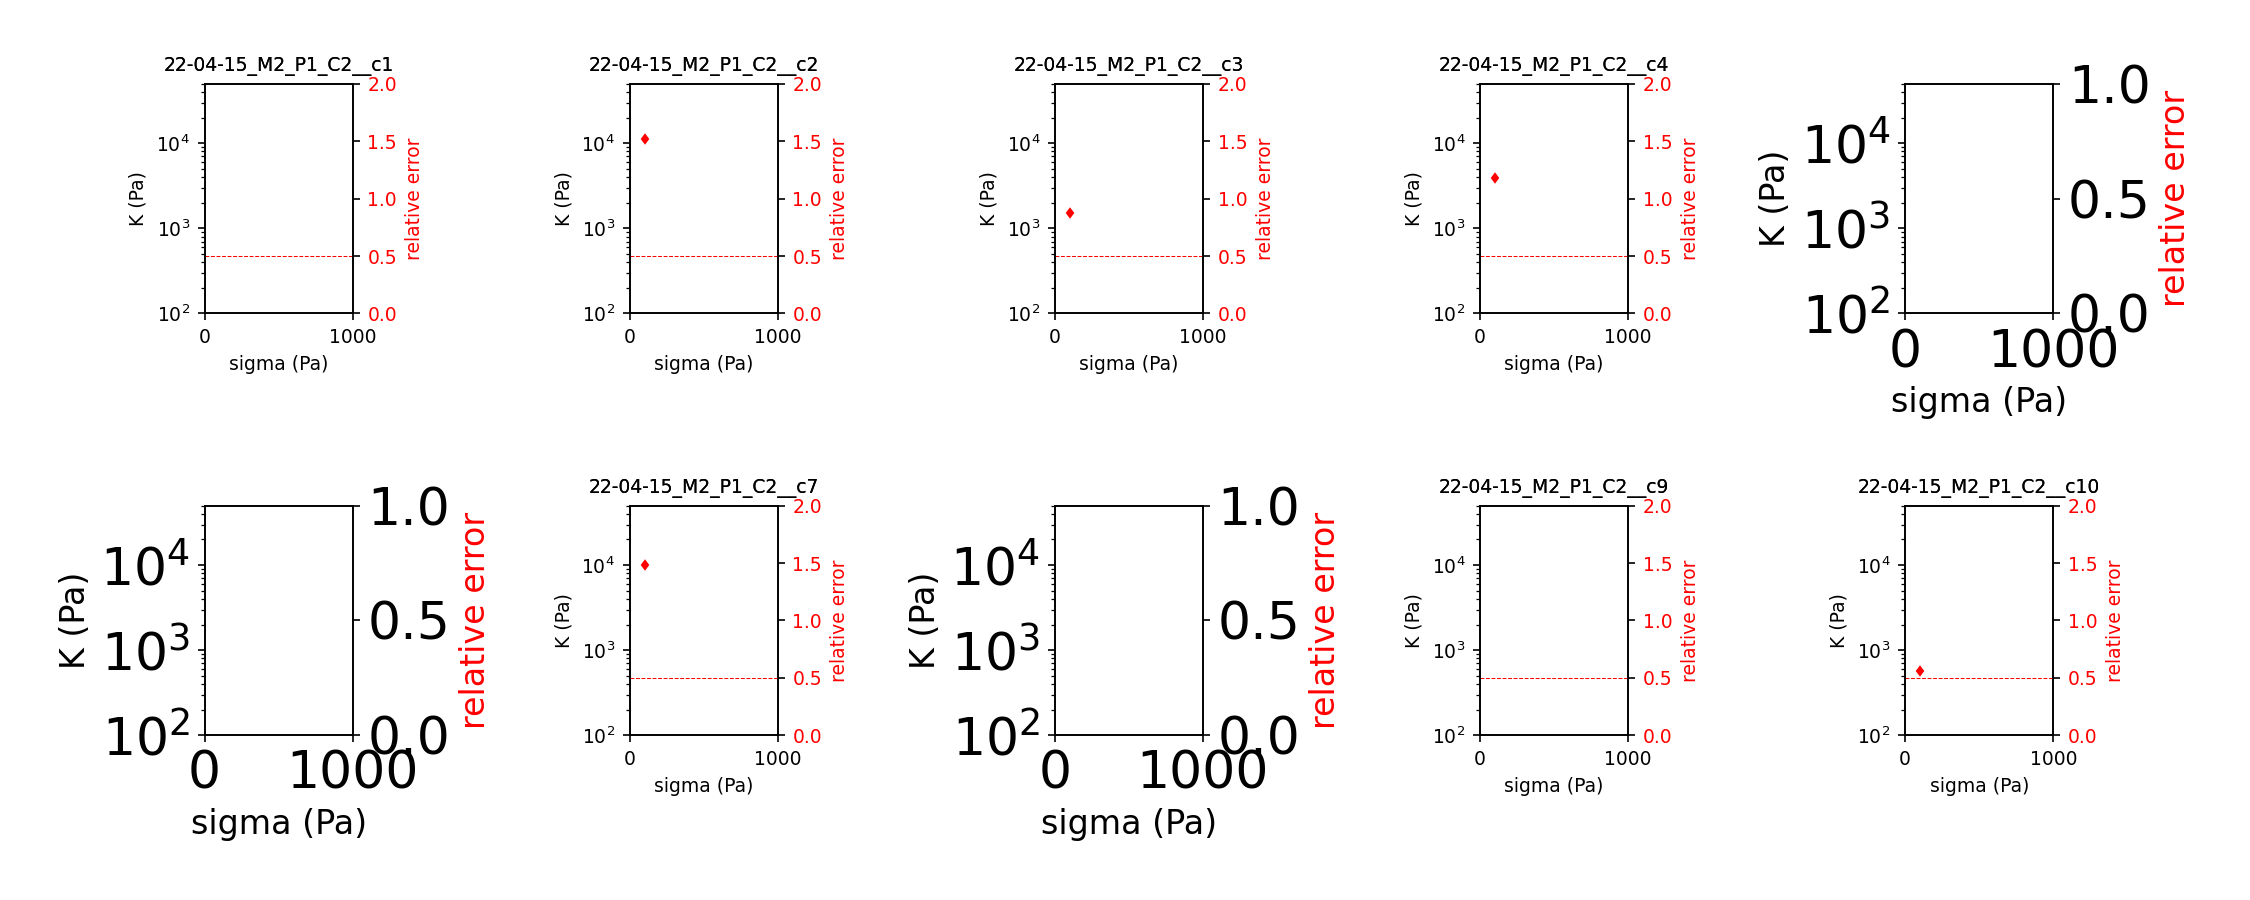 22-04-15_M2_P1_C2__c1
K (Pa)
10^4
10^3
10^2
0
1000
sigma (Pa)
2.0
1.5
1.0
0.5
0.0
relative error
22-04-15_M2_P1_C2__c2
K (Pa)
10^4
10^3
10^2
0
1000
sigma (Pa)
2.0
1.5
1.0
0.5
0.0
relative error
22-04-15_M2_P1_C2__c3
K (Pa)
10^4
10^3
10^2
0
1000
sigma (Pa)
2.0
1.5
1.0
0.5
0.0
relative error
22-04-15_M2_P1_C2__c4
K (Pa)
10^4
10^3
10^2
0
1000
sigma (Pa)
2.0
1.5
1.0
0.5
0.0
relative error
K (Pa)
10^4
10^3
10^2
0
1000
sigma (Pa)
1.0
0.5
0.0
relative error
K (Pa)
10^4
10^3
10^2
0
1000
sigma (Pa)
1.0
0.5
0.0
relative error
22-04-15_M2_P1_C2__c7
K (Pa)
10^4
10^3
10^2
0
1000
sigma (Pa)
2.0
1.5
1.0
0.5
0.0
relative error
K (Pa)
10^4
10^3
10^2
0
1000
sigma (Pa)
1.0
0.5
0.0
relative error
22-04-15_M2_P1_C2__c9
K (Pa)
10^4
10^3
10^2
0
1000
sigma (Pa)
2.0
1.5
1.0
0.5
0.0
relative error
22-04-15_M2_P1_C2__c10
K (Pa)
10^4
10^3
10^2
0
1000
sigma (Pa)
2.0
1.5
1.0
0.5
0.0
relative error